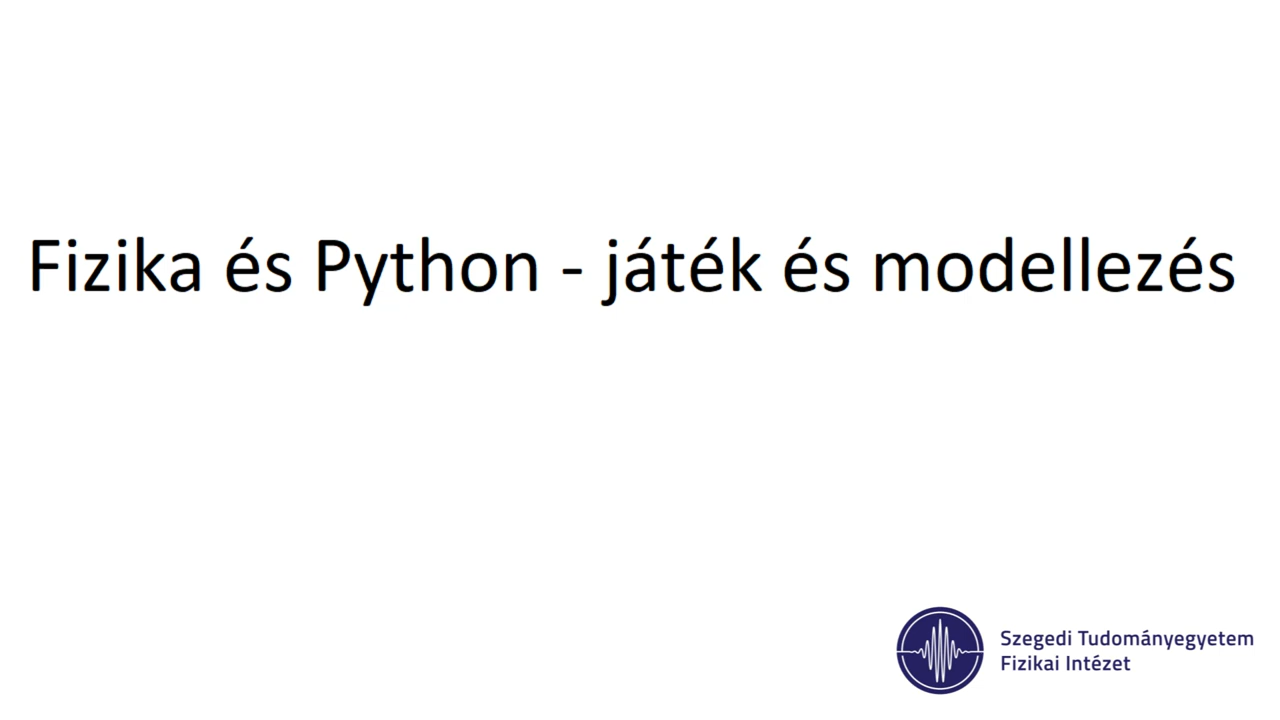 Fizika és Python - játék és modellezés
Szegedi Tudományegyetem
Fizikai Intézet